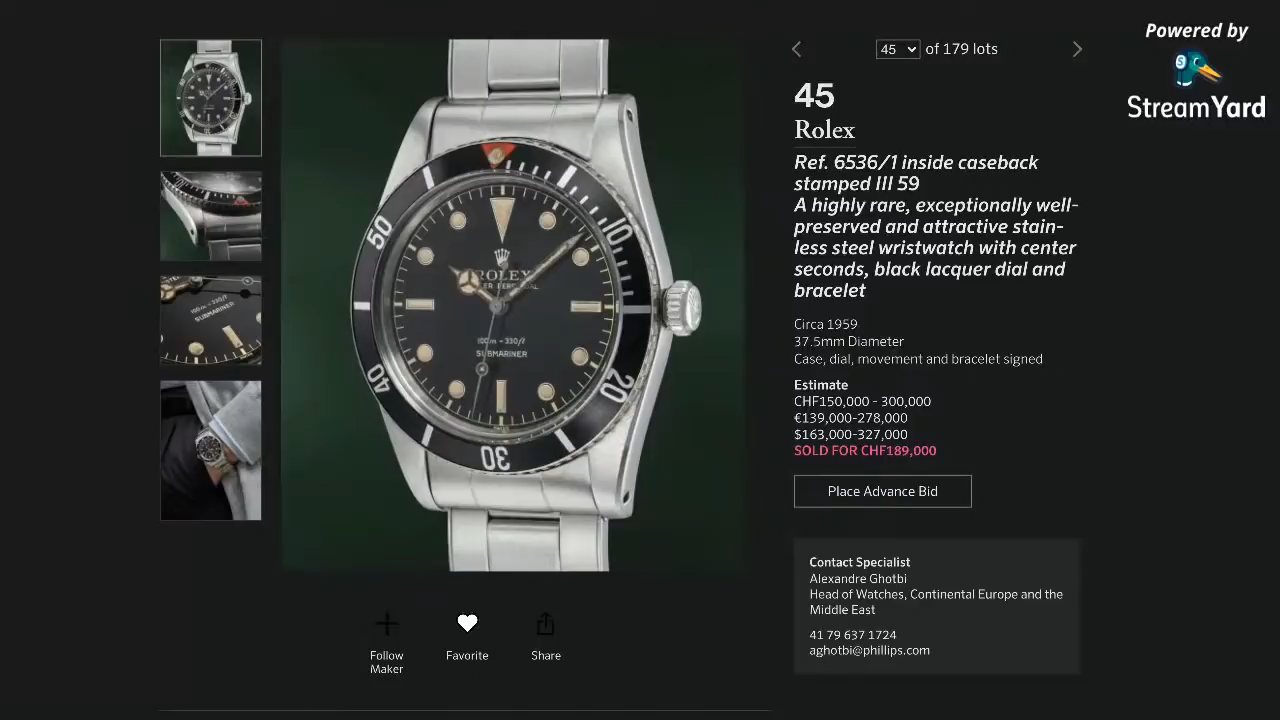 Powered by
StreamYard
45 of 179 lots
45
Rolex
Ref. 6536/1 inside caseback
stamped III 59
A highly rare, exceptionally well-
preserved and attractive stain-
less steel wristwatch with center
seconds, black lacquer dial and
bracelet
Circa 1959
37.5mm Diameter
Case, dial, movement and bracelet signed
Estimate
CHF150,000 - 300,000
€139,000-278,000
$163,000-327,000
SOLD FOR CHF189,000
Place Advance Bid
Contact Specialist
Alexandre Ghotbi
Head of Watches, Continental Europe and the
Middle East
41 79 637 1724
aghotbi@phillips.com
10
20
30
40
50
ROLEX
100m = 330ft
SUBMARINER
100m = 330ft
SUBMARINER
Follow
Maker
Favorite
Share